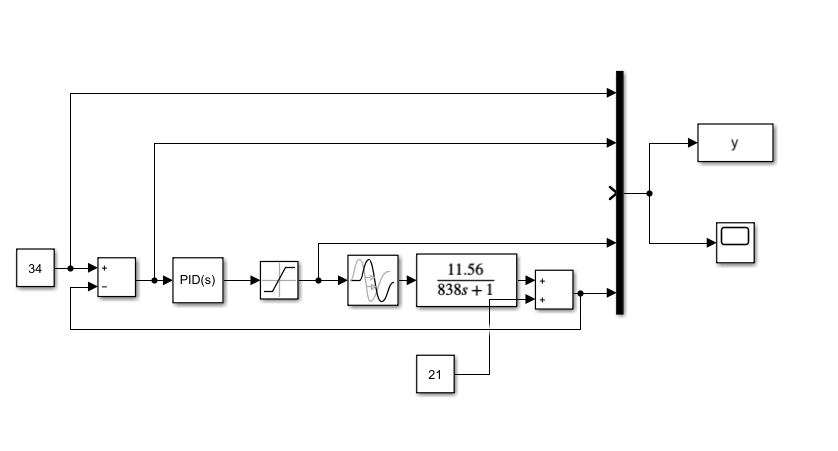 y
34
+
−
PID(s)
11.56
838s + 1
+
+
21